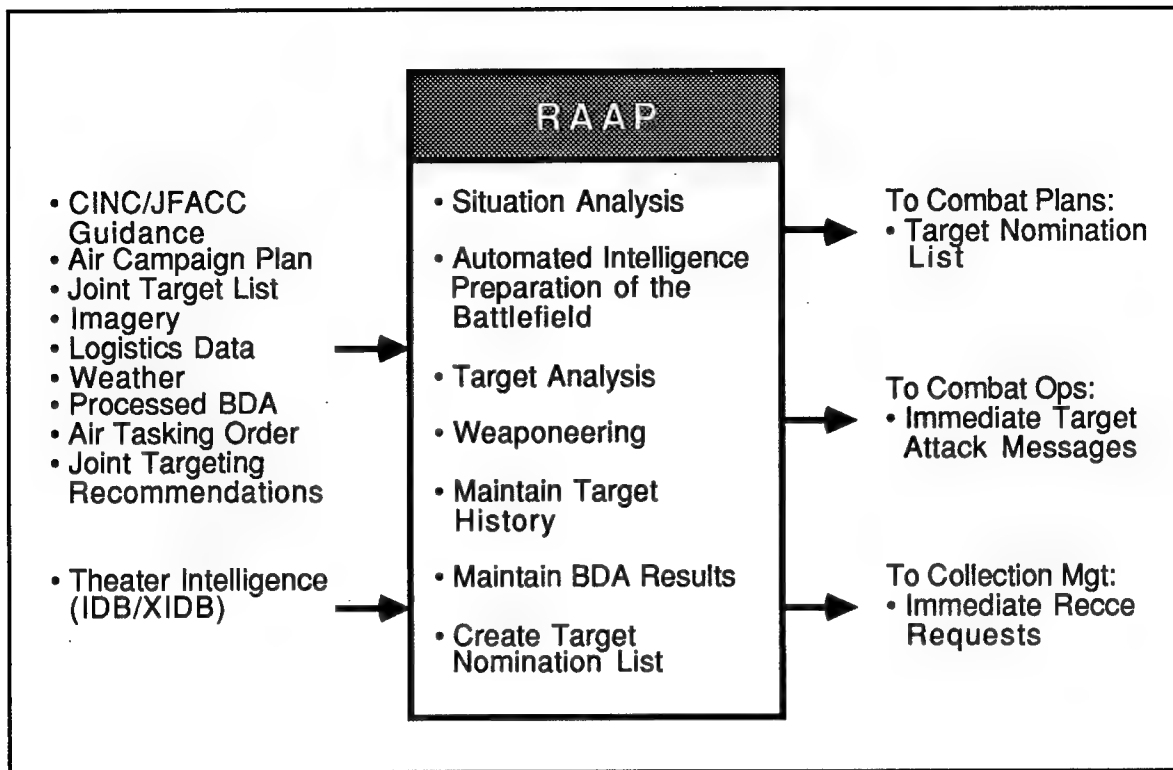 RAAP
• CINC/JFACC
Guidance
• Air Campaign Plan
• Joint Target List
• Imagery
• Logistics Data
• Weather
• Processed BDA
• Air Tasking Order
• Joint Targeting
Recommendations
• Theater Intelligence
(IDB/XIDB)
• Situation Analysis
• Automated Intelligence
Preparation of the
Battlefield
• Target Analysis
• Weaponeering
• Maintain Target
History
• Maintain BDA Results
• Create Target
Nomination List
To Combat Plans:
• Target Nomination
List
To Combat Ops:
• Immediate Target
Attack Messages
To Collection Mgt:
• Immediate Recce
Requests